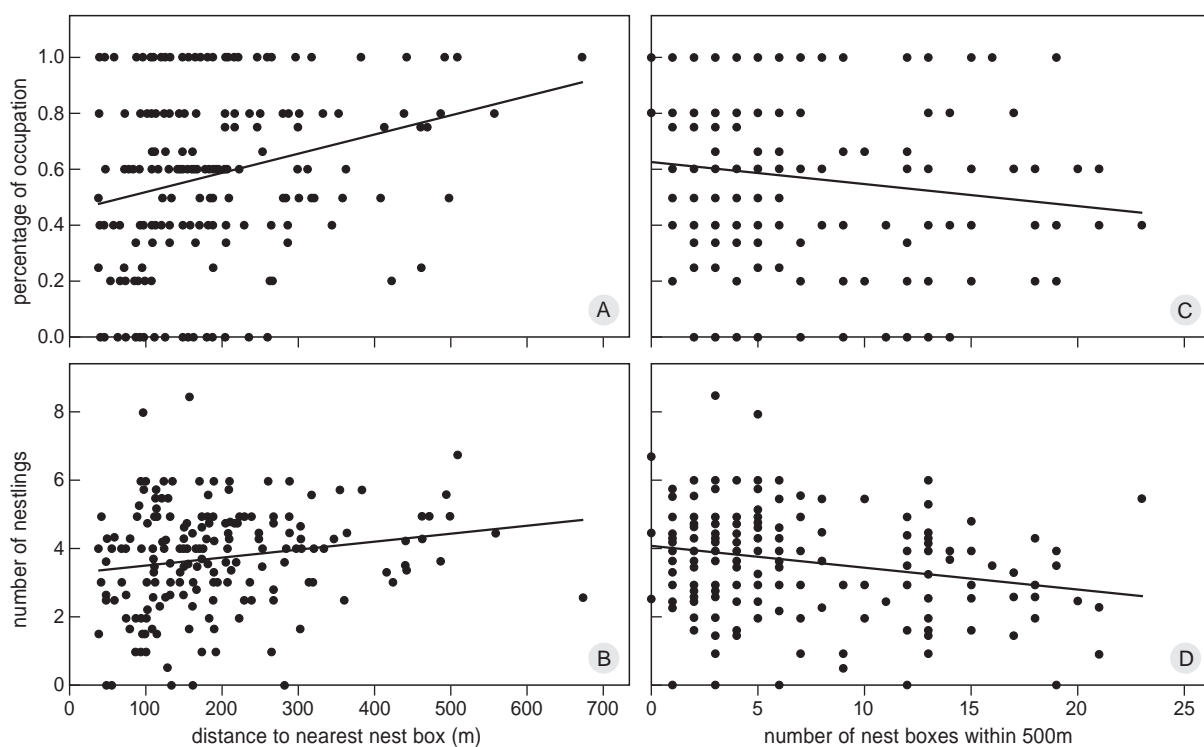 percentage of occupation
1.0
0.8
0.6
0.4
0.2
0.0
A
C
number of nestlings
8
6
4
2
0
B
D
0 100 200 300 400 500 600 700
0 5 10 15 20 25
distance to nearest nest box (m)
number of nest boxes within 500m